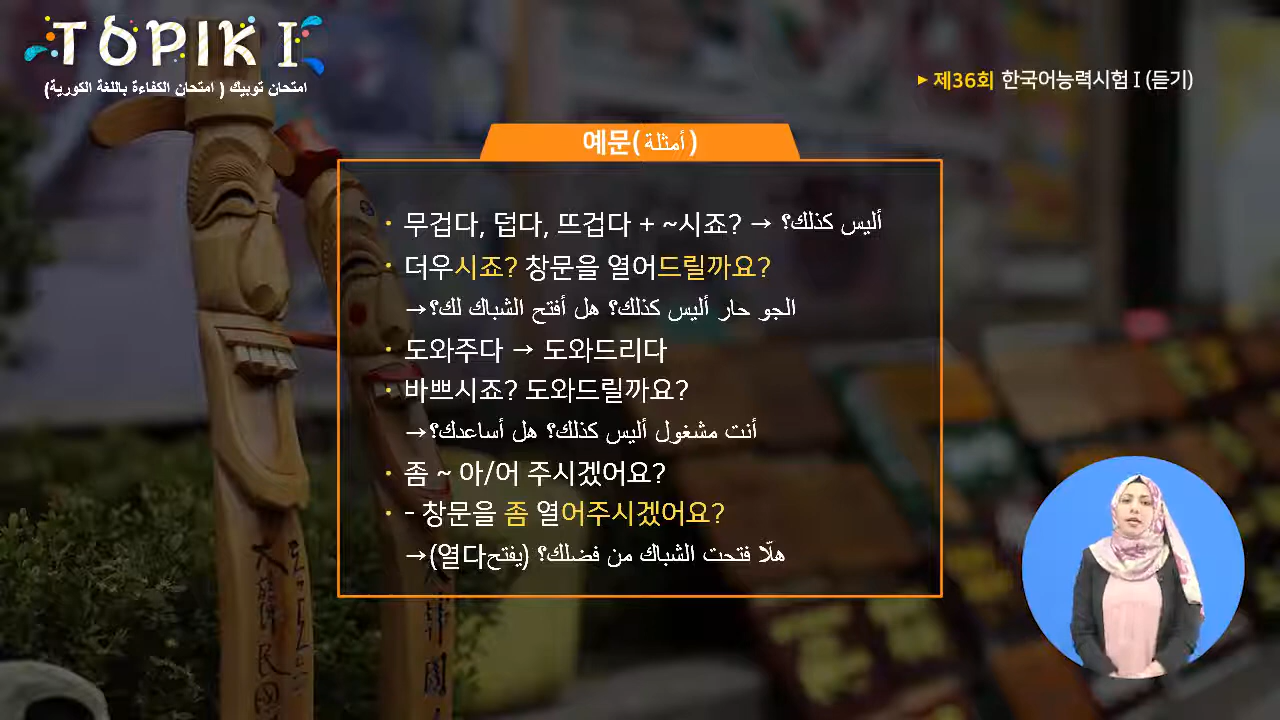 TOPIK I
امتحان توبيك ( امتحان الكفاءة باللغة الكورية)
▶ 제36회 한국어능력시험 I (듣기)
예문(أمثلة)
• 무겁다, 덥다, 뜨겁다 + ~시죠? → أليس كذلك؟
• 더우시죠? 창문을 열어드릴까요?
→الجو حار أليس كذلك؟ هل أفتح الشباك لك؟
• 도와주다 → 도와드리다
• 바쁘시죠? 도와드릴까요?
→أنت مشغول أليس كذلك؟ هل أساعدك؟
• 좀 ~ 아/어 주시겠어요?
• - 창문을 좀 열어주시겠어요?
→هلّا فتحت الشباك من فضلك؟ (يفتح열다)